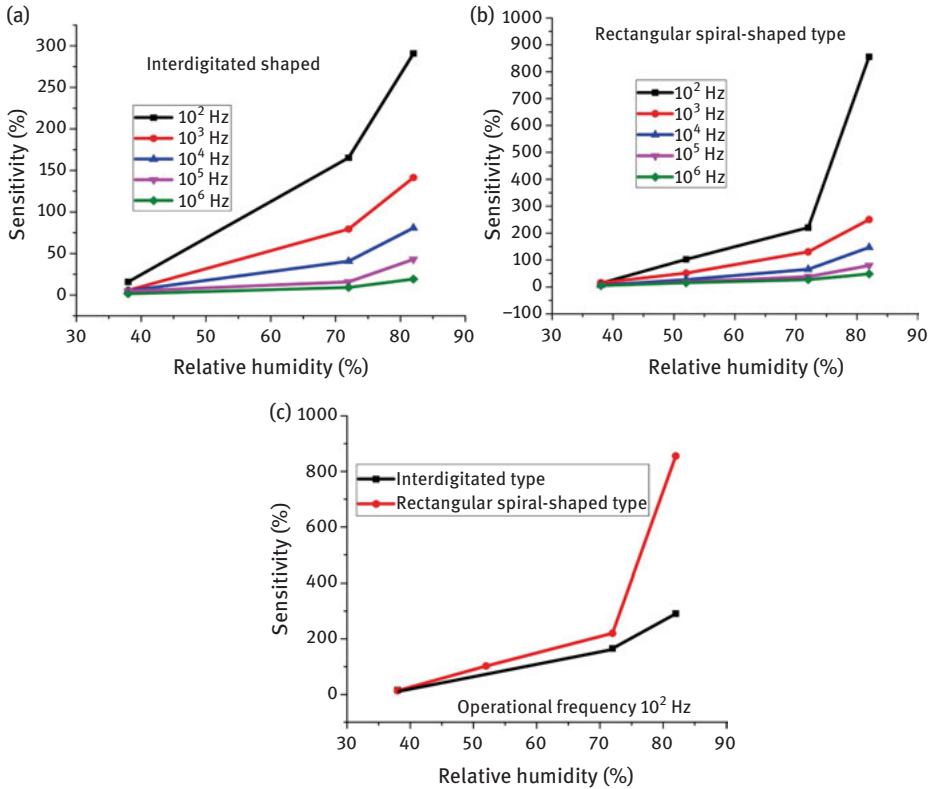 (a)
300
250
200
150
100
50
0
Sensitivity (%)
Interdigitated shaped
10² Hz
10³ Hz
10⁴ Hz
10⁵ Hz
10⁶ Hz
30 40 50 60 70 80 90
Relative humidity (%)
(b)
1000
900
800
700
600
500
400
300
200
100
0
−100
Sensitivity (%)
Rectangular spiral-shaped type
10² Hz
10³ Hz
10⁴ Hz
10⁵ Hz
10⁶ Hz
30 40 50 60 70 80 90
Relative humidity (%)
(c)
1000
800
600
400
200
0
Sensitivity (%)
Interdigitated type
Rectangular spiral-shaped type
Operational frequency 10² Hz
30 40 50 60 70 80 90
Relative humidity (%)